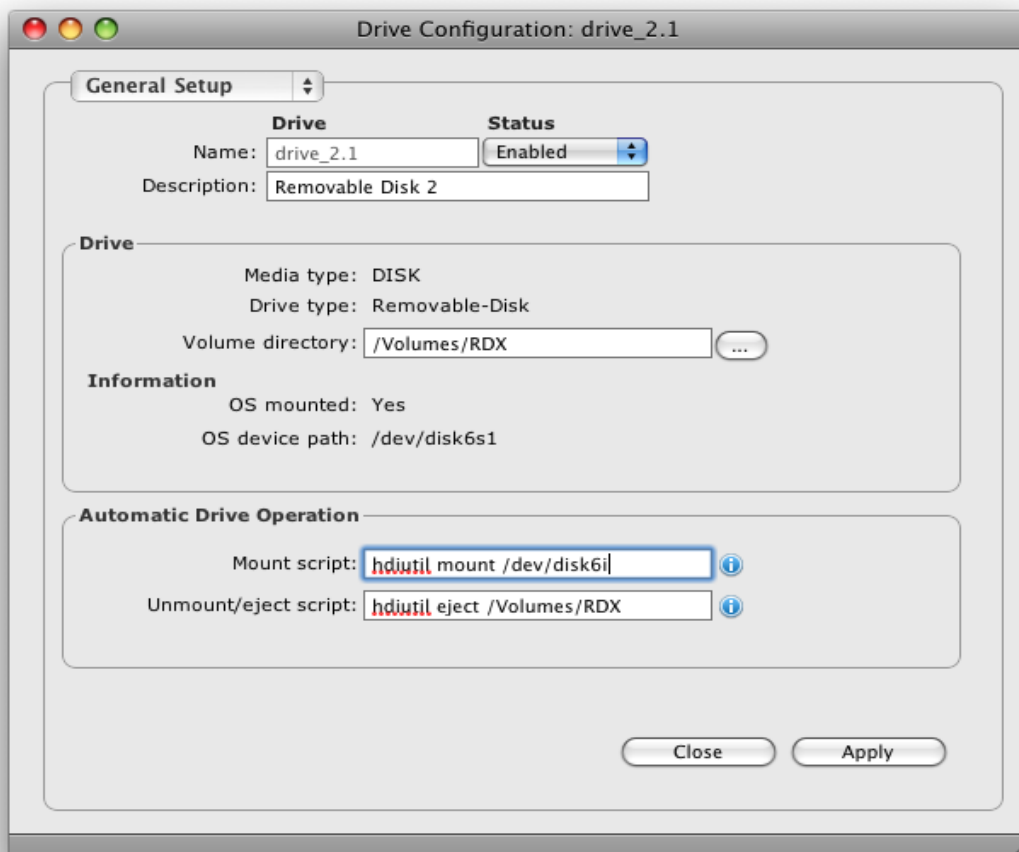 Drive Configuration: drive_2.1
General Setup
Drive Status
Name: drive_2.1 Enabled
Description: Removable Disk 2
Drive
Media type: DISK
Drive type: Removable-Disk
Volume directory: /Volumes/RDX ...
Information
OS mounted: Yes
OS device path: /dev/disk6s1
Automatic Drive Operation
Mount script: hdiutil mount /dev/disk6i
Unmount/eject script: hdiutil eject /Volumes/RDX
Close Apply